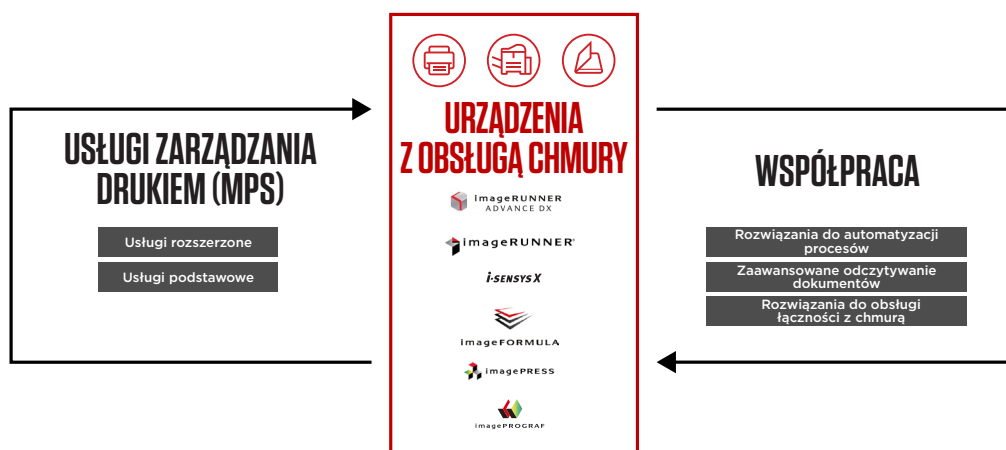 USŁUGI ZARZĄDZANIA
DRUKIEM (MPS)
Usługi rozszerzone
Usługi podstawowe
URZĄDZENIA
Z OBSŁUGĄ CHMURY
imageRUNNER
ADVANCE DX
imageRUNNER®
i-SENSYS X
imageFORMULA
imagePRESS
imagePROGRAF
WSPÓŁPRACA
Rozwiązania do automatyzacji
procesów
Zaawansowane odczytywanie
dokumentów
Rozwiązania do obsługi
łączności z chmurą